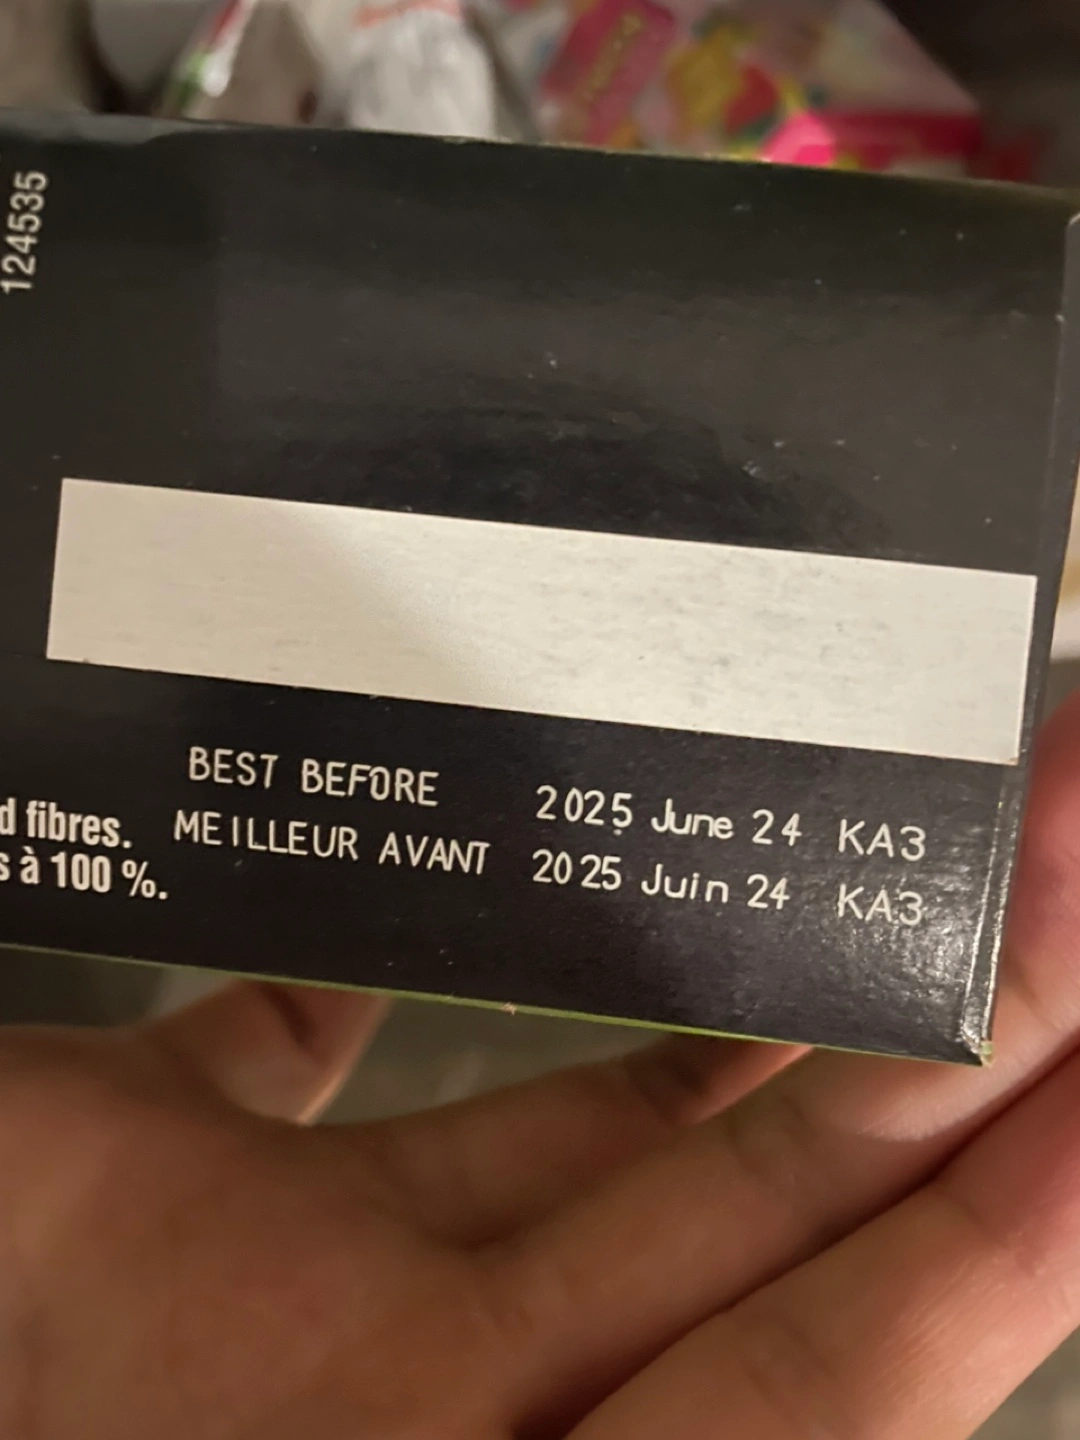 124535
BEST BEFORE 2025 June 24 KA3
d fibres. MEILLEUR AVANT 2025 Juin 24 KA3
s à 100 %.